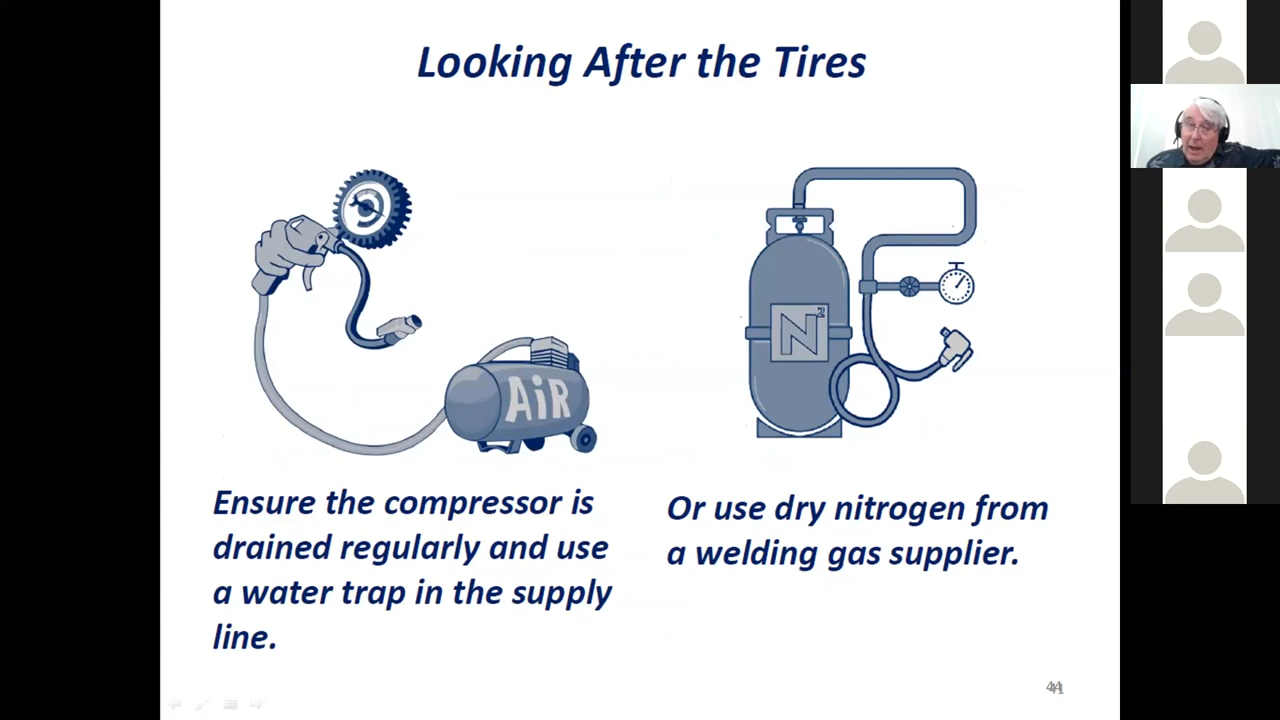 Looking After the Tires
AiR
N2
Ensure the compressor is
drained regularly and use
a water trap in the supply
line.
Or use dry nitrogen from
a welding gas supplier.